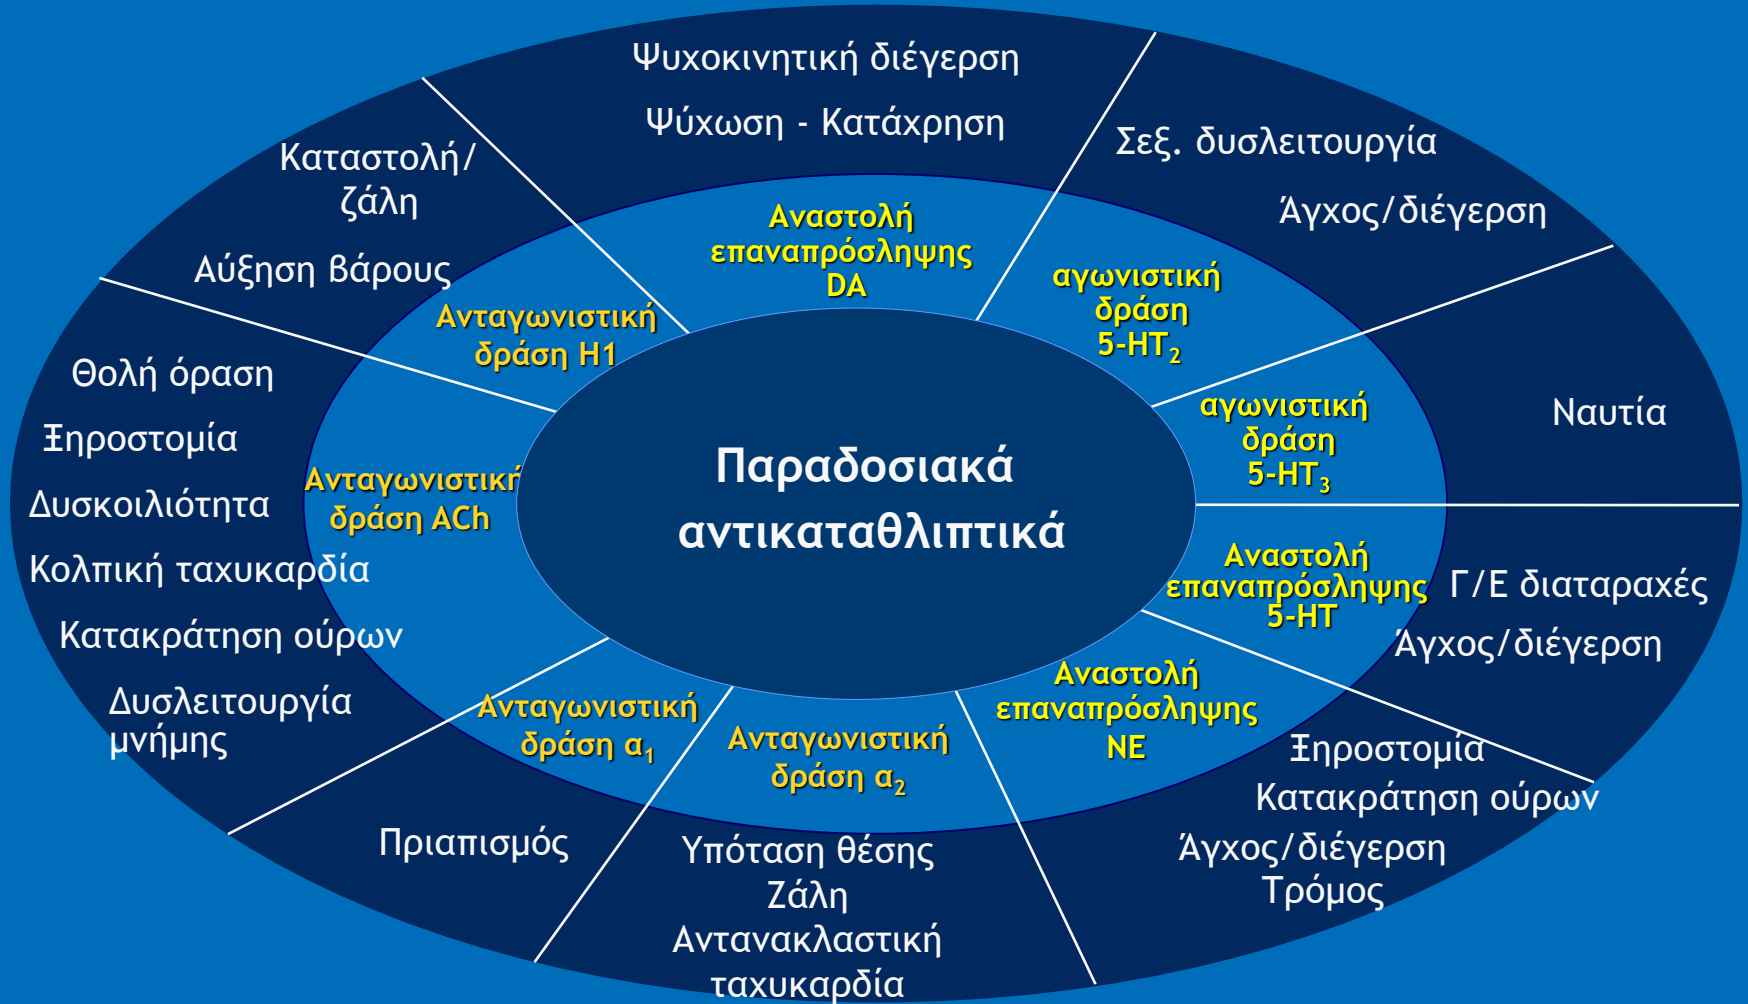 Ψυχοκινητική διέγερση
Ψύχωση - Κατάχρηση
Αναστολή
επαναπρόσληψης
DA
Σεξ. δυσλειτουργία
Άγχος/διέγερση
αγωνιστική
δράση
5-HT₂
Ναυτία
αγωνιστική
δράση
5-HT₃
Γ/Ε διαταραχές
Άγχος/διέγερση
Αναστολή
επαναπρόσληψης
5-HT
Αναστολή
επαναπρόσληψης
NE
Ξηροστομία
Κατακράτηση ούρων
Άγχος/διέγερση
Τρόμος
Ανταγωνιστική
δράση α₂
Υπόταση θέσης
Ζάλη
Αντανακλαστική
ταχυκαρδία
Ανταγωνιστική
δράση α₁
Πριαπισμός
Ανταγωνιστική
δράση ACh
Θολή όραση
Ξηροστομία
Δυσκοιλιότητα
Κολπική ταχυκαρδία
Κατακράτηση ούρων
Δυσλειτουργία
μνήμης
Καταστολή/
ζάλη
Αύξηση βάρους
Ανταγωνιστική
δράση H1
Παραδοσιακά
αντικαταθλιπτικά